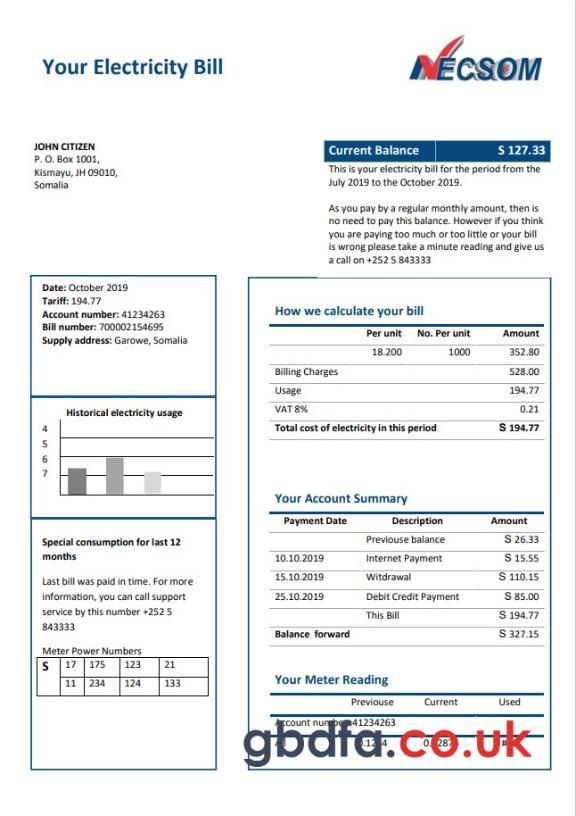 Your Electricity Bill
NECSOM
JOHN CITIZEN
P. O. Box 1001,
Kismayu, JH 09010,
Somalia
Current Balance S 127.33
This is your electricity bill for the period from the
July 2019 to the October 2019.
As you pay by a regular monthly amount, then is
no need to pay this balance. However if you think
you are paying too much or too little or your bill
is wrong please take a minute reading and give us
a call on +252 5 843333
Date: October 2019
Tariff: 194.77
Account number: 41234263
Bill number: 700002154695
Supply address: Garowe, Somalia
Historical electricity usage
4
5
6
7
Special consumption for last 12
months
Last bill was paid in time. For more
information, you can call support
service by this number +252 5
843333
Meter Power Numbers
S 17 175 123 21
11 234 124 133
How we calculate your bill
Per unit No. Per unit Amount
18.200 1000 352.80
Billing Charges 528.00
Usage 194.77
VAT 8% 0.21
Total cost of electricity in this period S 194.77
Your Account Summary
Payment Date Description Amount
Previouse balance S 26.33
10.10.2019 Internet Payment S 15.55
15.10.2019 Witdrawal S 110.15
25.10.2019 Debit Credit Payment S 85.00
This Bill S 194.77
Balance forward S 327.15
Your Meter Reading
Previouse Current Used
Account number 41234263
gbdfa.co.uk